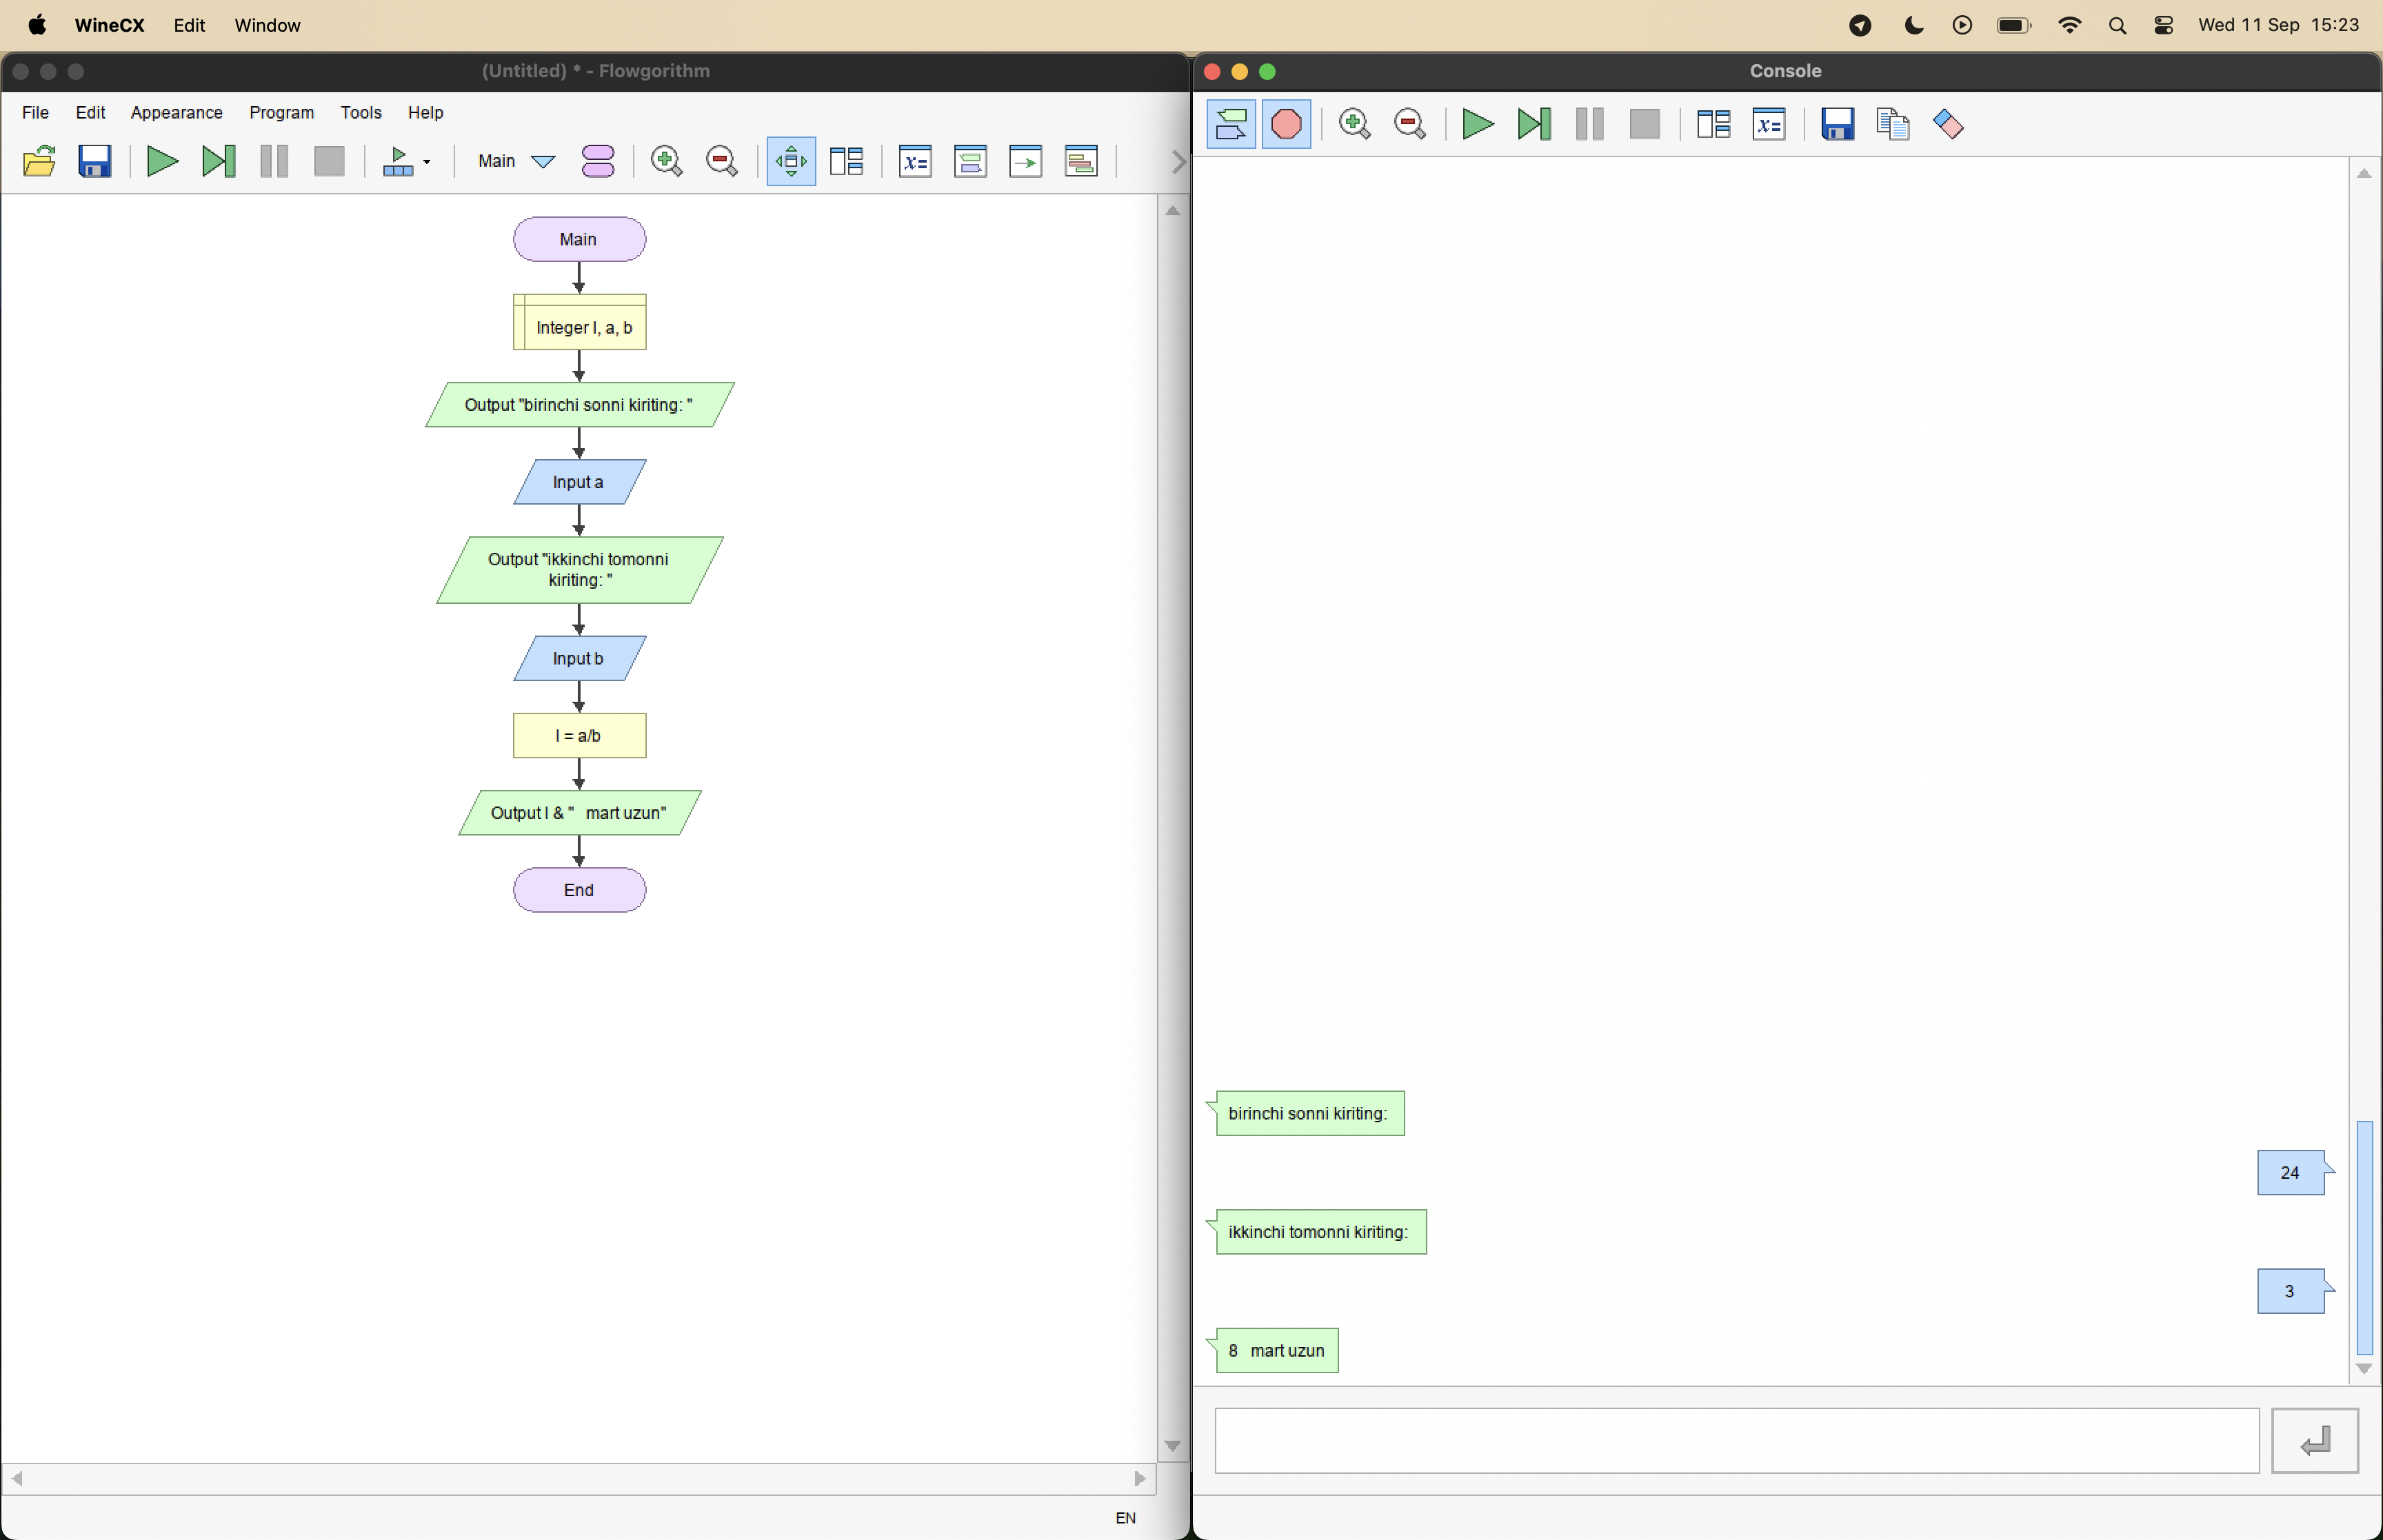 WineCX Edit Window
Wed 11 Sep 15:23
(Untitled) * - Flowgorithm
File Edit Appearance Program Tools Help
Main
Main
Integer l, a, b
Output "birinchi sonni kiriting: "
Input a
Output "ikkinchi tomonni
kiriting: "
Input b
l = a/b
Output l & "   mart uzun"
End
EN
Console
x=
x=
birinchi sonni kiriting:
24
ikkinchi tomonni kiriting:
3
8   mart uzun